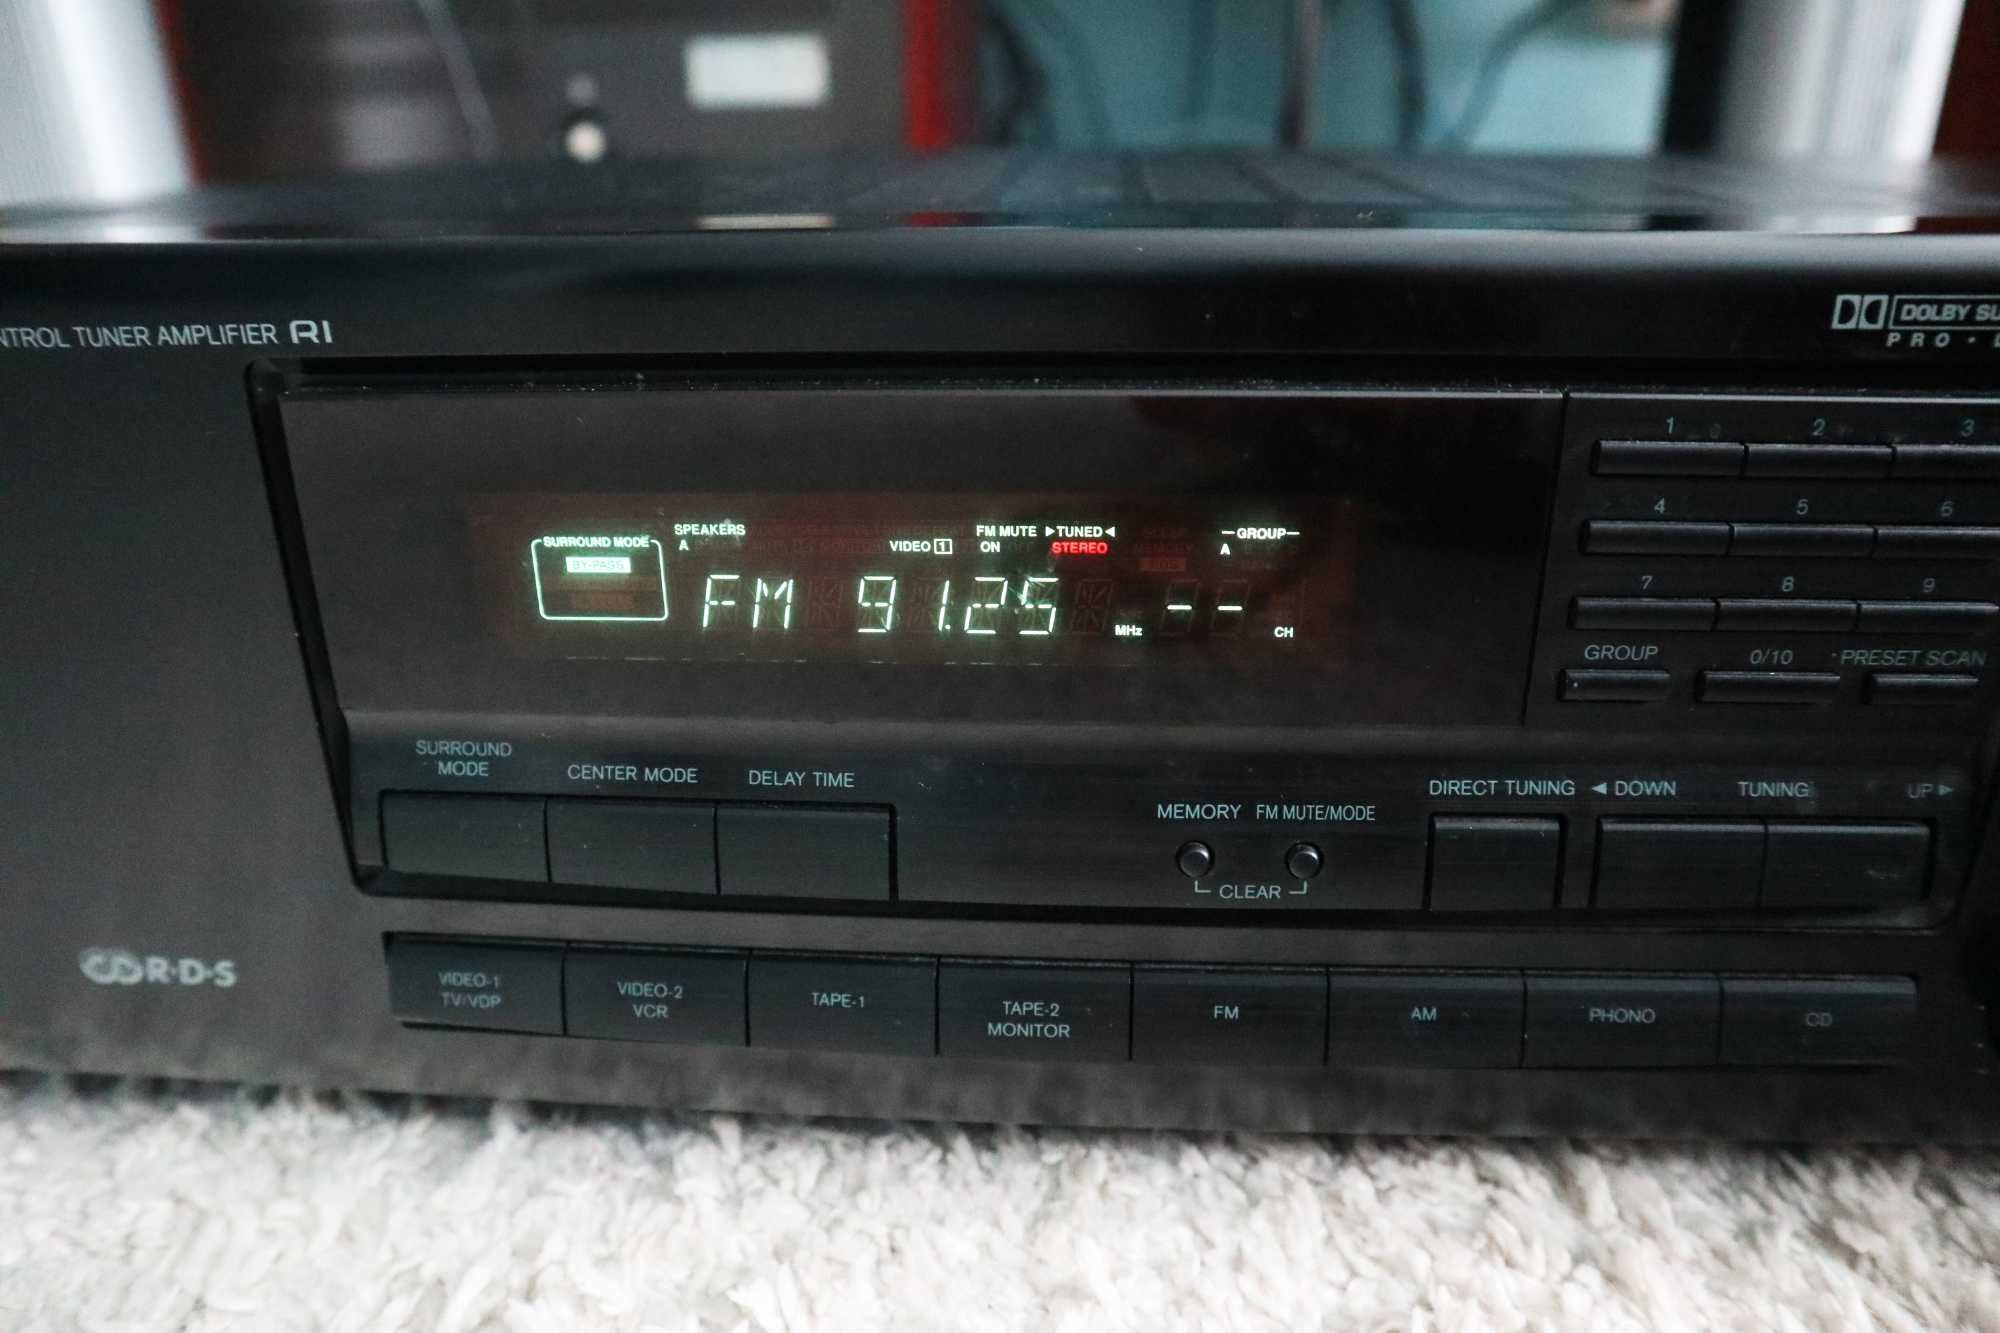 NTROL TUNER AMPLIFIER RI
DOLBY SU
PRO · L
SURROUND MODE
BY-PASS
SPEAKERS
A
VIDEO 1
FM MUTE
ON
▶TUNED◀
STEREO
GROUP
A
FM 91.25 MHz -- CH
1 2 3
4 5 6
7 8 9
GROUP 0/10 ·PRESET SCAN
SURROUND
MODE
CENTER MODE
DELAY TIME
MEMORY FM MUTE/MODE
CLEAR
DIRECT TUNING ◀ DOWN TUNING UP ▶
R·D·S
VIDEO-1
TV/VDP
VIDEO-2
VCR
TAPE-1
TAPE-2
MONITOR
FM
AM
PHONO
CD